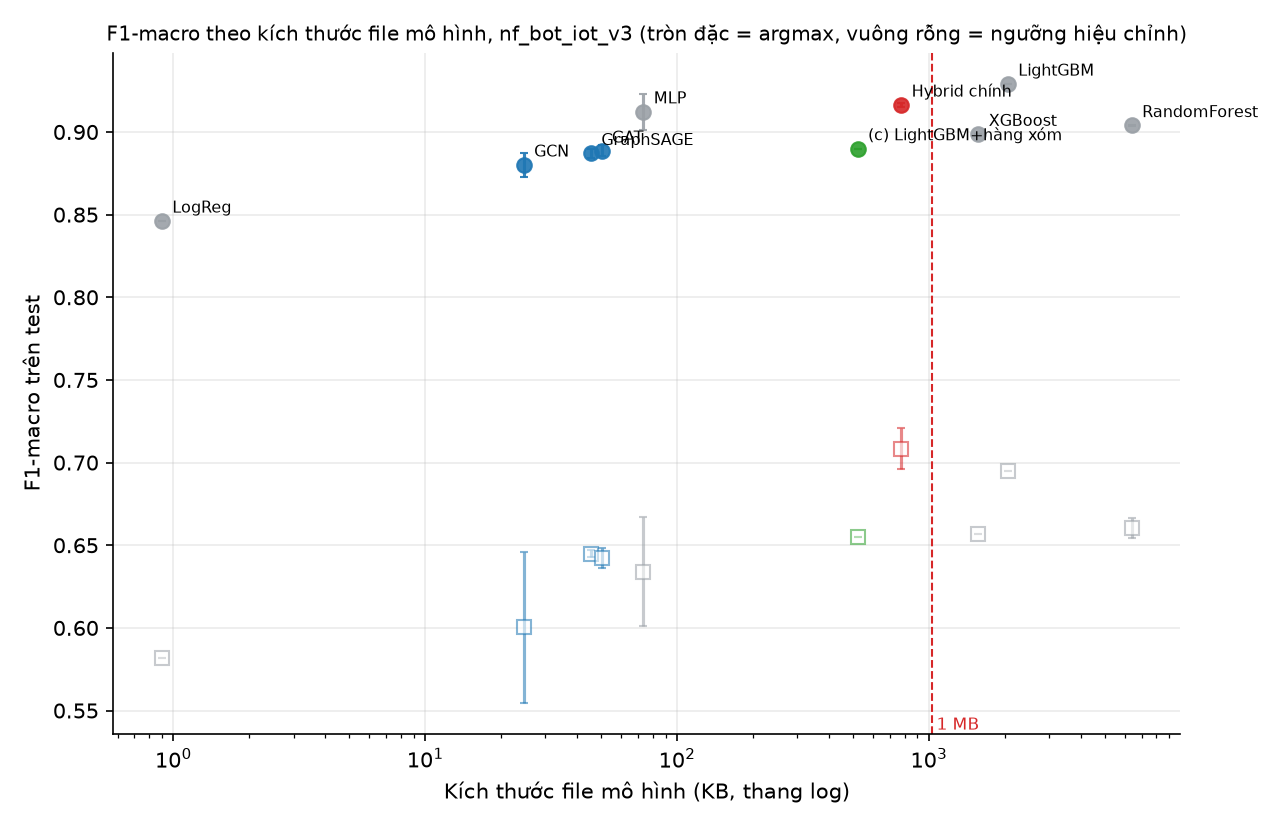 F1-macro theo kích thước file mô hình, nf_bot_iot_v3 (tròn đặc = argmax, vuông rỗng = ngưỡng hiệu chỉnh)
LightGBM
Hybrid chính
MLP
RandomForest
XGBoost
(c) LightGBM+hàng xóm
GAT
GraphSAGE
GCN
LogReg
0.90
0.85
0.80
0.75
0.70
0.65
0.60
0.55
F1-macro trên test
1 MB
10⁰
10¹
10²
10³
Kích thước file mô hình (KB, thang log)